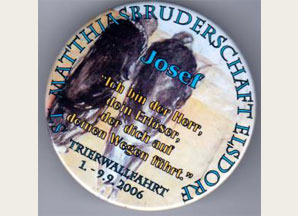 ST. MATTHIASBRUDERSCHAFT ELSDORF
Josef
"Ich bin der Herr,
dein Erlöser,
der dich auf
deinen Wegen führt."
TRIERWALLFAHRT
1. - 9.9.2006